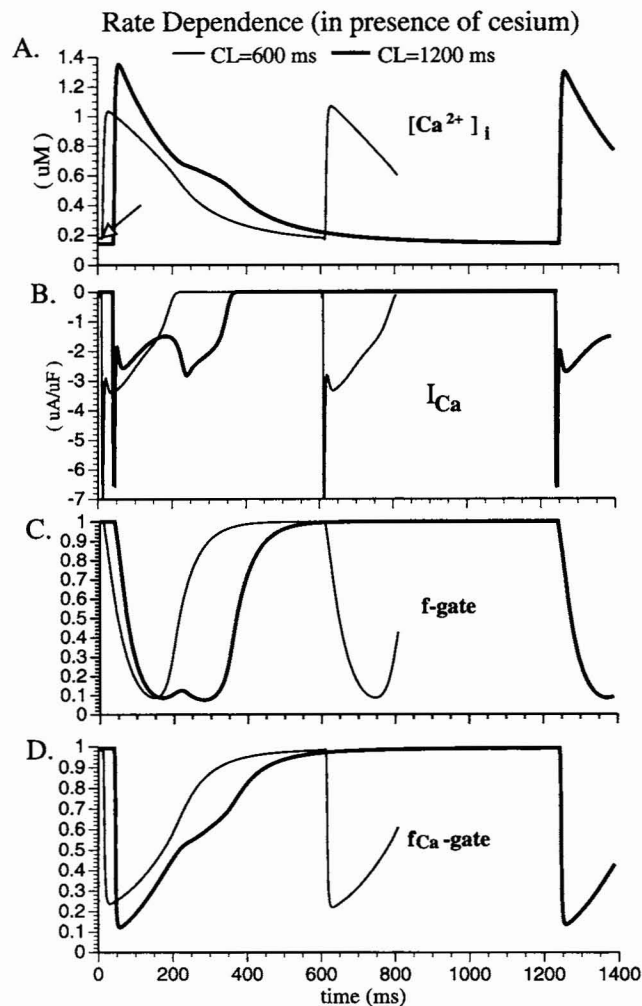 Rate Dependence (in presence of cesium)
A.
CL=600 ms CL=1200 ms
1.4
1.2
1
0.8
0.6
0.4
0.2
0
( uM)
[Ca 2+ ] i
B.
0
-1
-2
-3
-4
-5
-6
-7
( uA/uF)
I Ca
C.
1
0.9
0.8
0.7
0.6
0.5
0.4
0.3
0.2
0.1
0
f-gate
D.
1
0.9
0.8
0.7
0.6
0.5
0.4
0.3
0.2
0.1
0
fCa -gate
0 200 400 600 800 1000 1200 1400
time (ms)